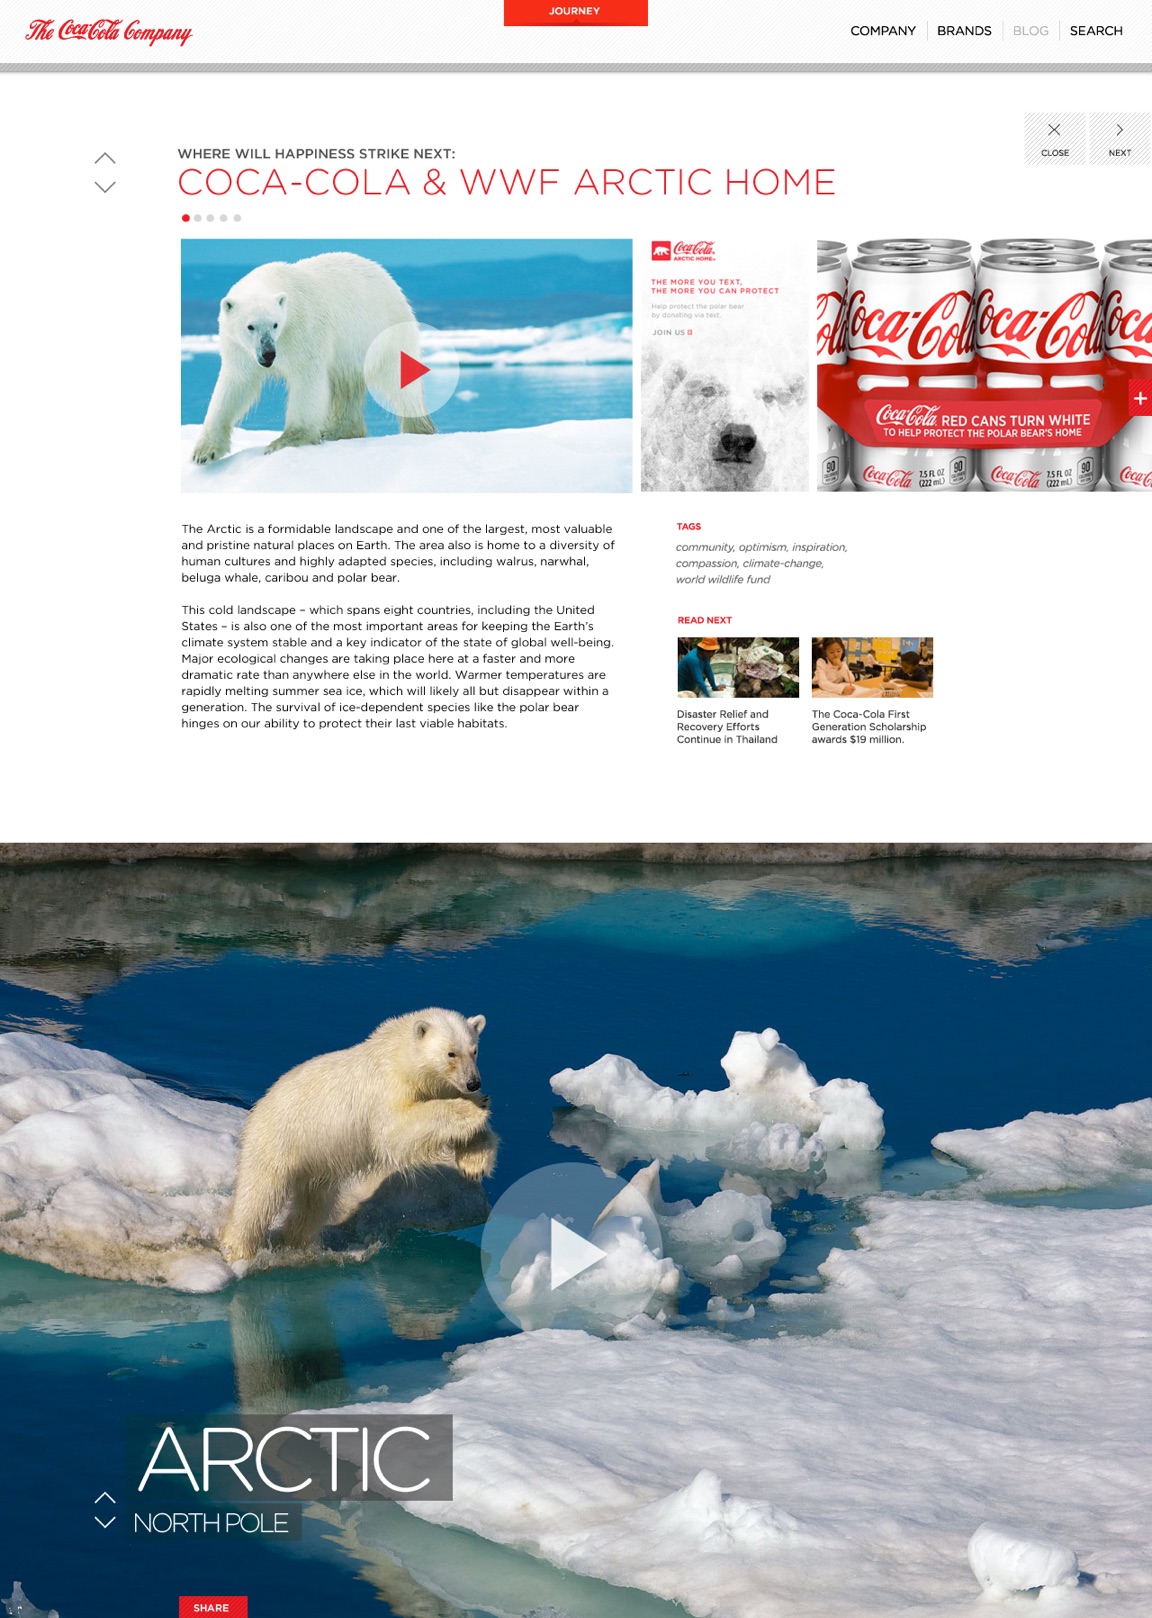 The Coca-Cola Company
JOURNEY
COMPANY
BRANDS
BLOG
SEARCH
CLOSE
NEXT
WHERE WILL HAPPINESS STRIKE NEXT:
COCA-COLA & WWF ARCTIC HOME
Coca-Cola
ARCTIC HOME
THE MORE YOU TEXT,
THE MORE YOU CAN PROTECT
Help protect the polar bear
by donating via text.
JOIN US
Coca-Cola
Coca-Cola
Coca-Cola RED CANS TURN WHITE
TO HELP PROTECT THE POLAR BEAR'S HOME
90
Coca-Cola
7.5 FL OZ
(222 mL)
90
Coca-Cola
7.5 FL OZ
(222 mL)
90
The Arctic is a formidable landscape and one of the largest, most valuable
and pristine natural places on Earth. The area also is home to a diversity of
human cultures and highly adapted species, including walrus, narwhal,
beluga whale, caribou and polar bear.
This cold landscape – which spans eight countries, including the United
States – is also one of the most important areas for keeping the Earth's
climate system stable and a key indicator of the state of global well-being.
Major ecological changes are taking place here at a faster and more
dramatic rate than anywhere else in the world. Warmer temperatures are
rapidly melting summer sea ice, which will likely all but disappear within a
generation. The survival of ice-dependent species like the polar bear
hinges on our ability to protect their last viable habitats.
TAGS
community, optimism, inspiration,
compassion, climate-change,
world wildlife fund
READ NEXT
Disaster Relief and
Recovery Efforts
Continue in Thailand
The Coca-Cola First
Generation Scholarship
awards $19 million.
ARCTIC
NORTH POLE
SHARE